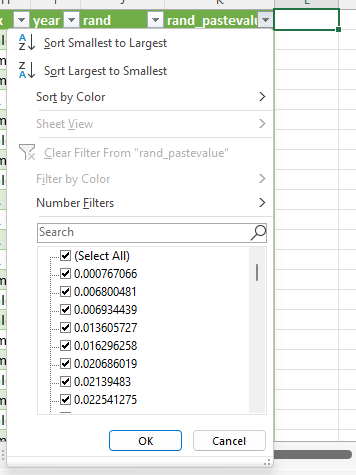 H I J K L
x year rand rand_pastevalu
Sort Smallest to Largest
Sort Largest to Smallest
Sort by Color
Sheet View
Clear Filter From "rand_pastevalue"
Filter by Color
Number Filters
Search
(Select All)
0.000767066
0.006800481
0.006934439
0.013605727
0.016296258
0.020686019
0.02139483
0.022541275
OK Cancel